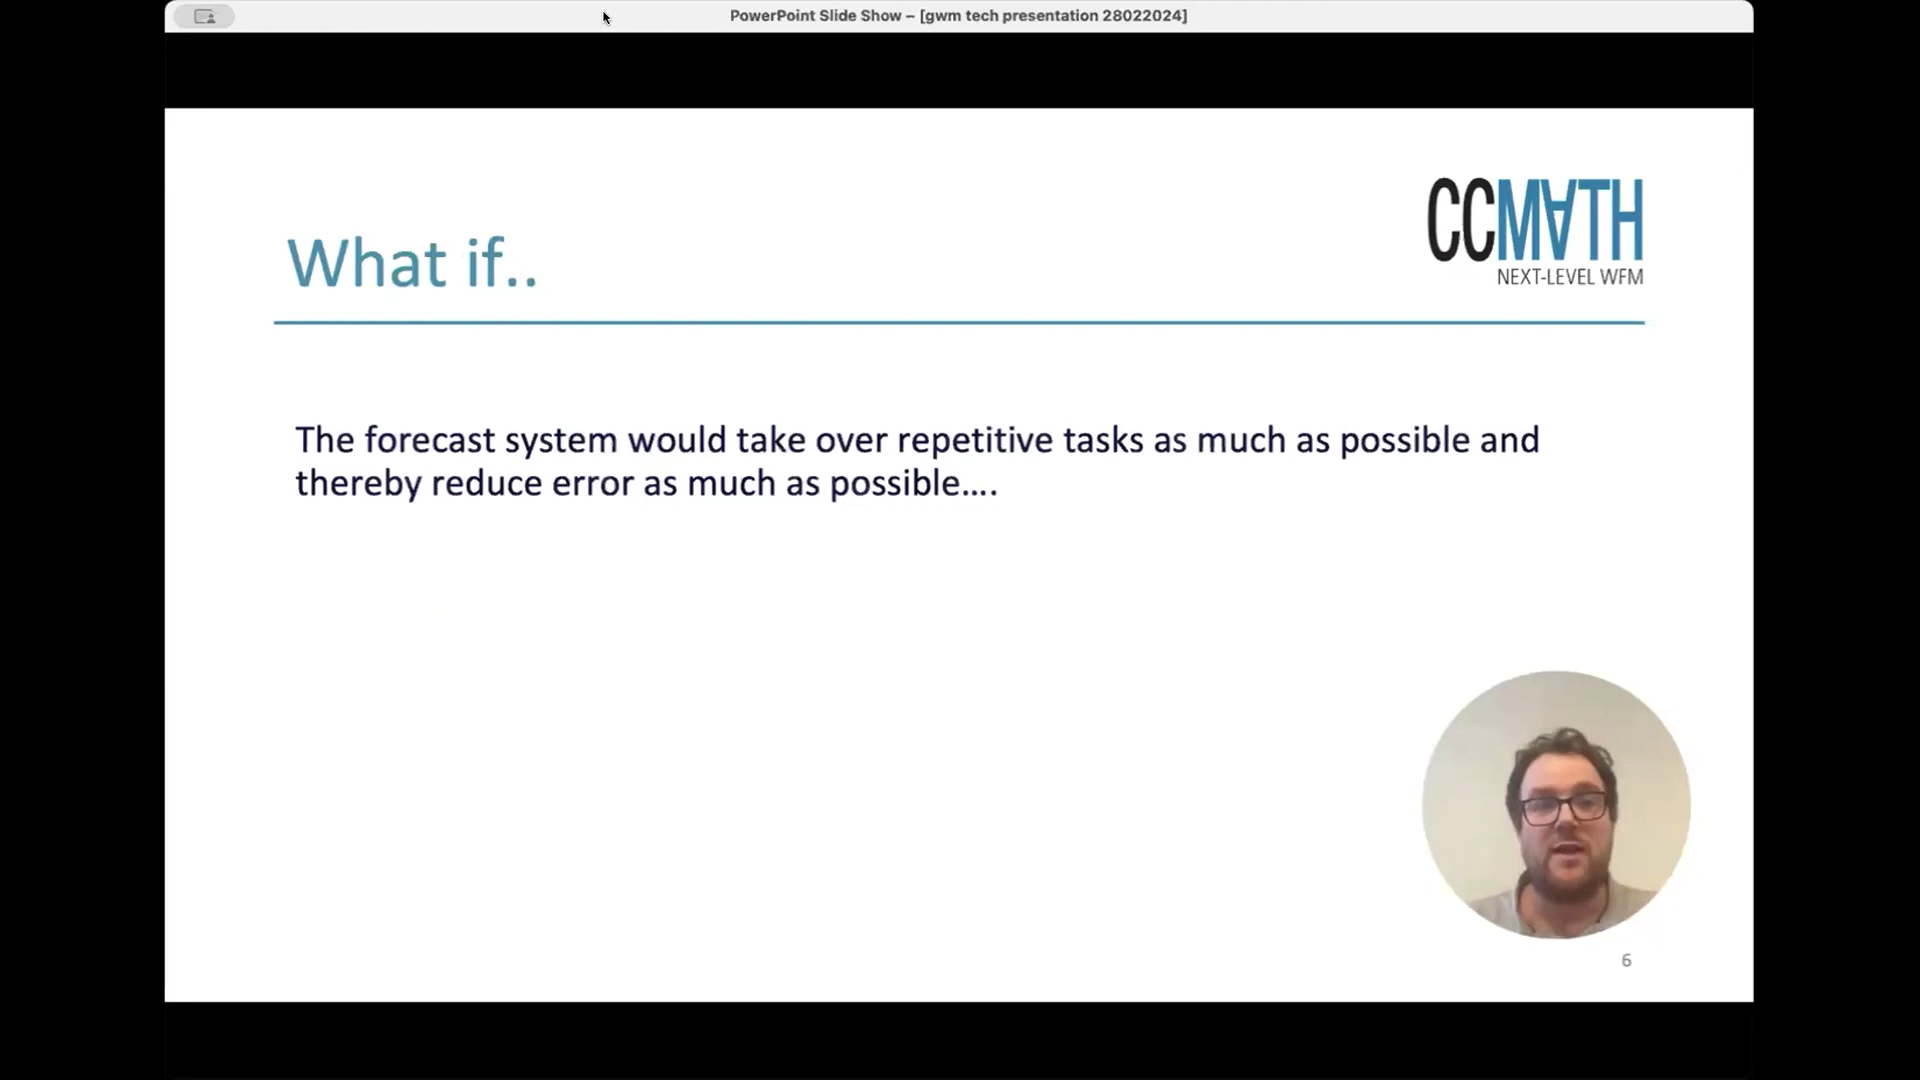 PowerPoint Slide Show – [gwm tech presentation 28022024]
CCMATH
NEXT-LEVEL WFM
What if..
The forecast system would take over repetitive tasks as much as possible and
thereby reduce error as much as possible....
6